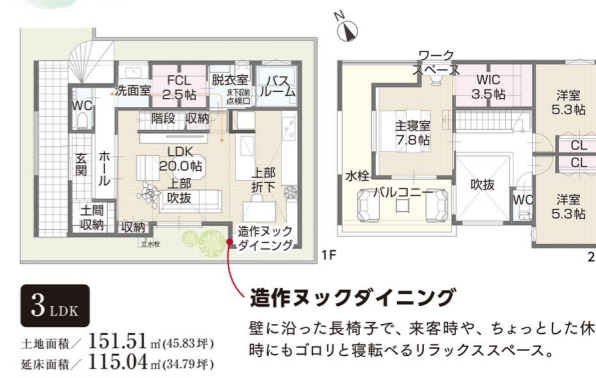 N
洗面室
FCL
2.5帖
脱衣室
床下収納
点検口
バス
ルーム
WC
階段
収納
玄関
ホール
LDK
20.0帖
上部
吹抜
上部
折下
土間
収納
収納
立水栓
造作ヌック
ダイニング
1F
ワーク
スペース
WIC
3.5帖
洋室
5.3帖
主寝室
7.8帖
CL
CL
水栓
バルコニー
吹抜
WC
洋室
5.3帖
2
3 LDK
土地面積／ 151.51㎡(45.83坪)
延床面積／ 115.04㎡(34.79坪)
造作ヌックダイニング
壁に沿った長椅子で、来客時や、ちょっとした休
時にもゴロリと寝転べるリラックススペース。